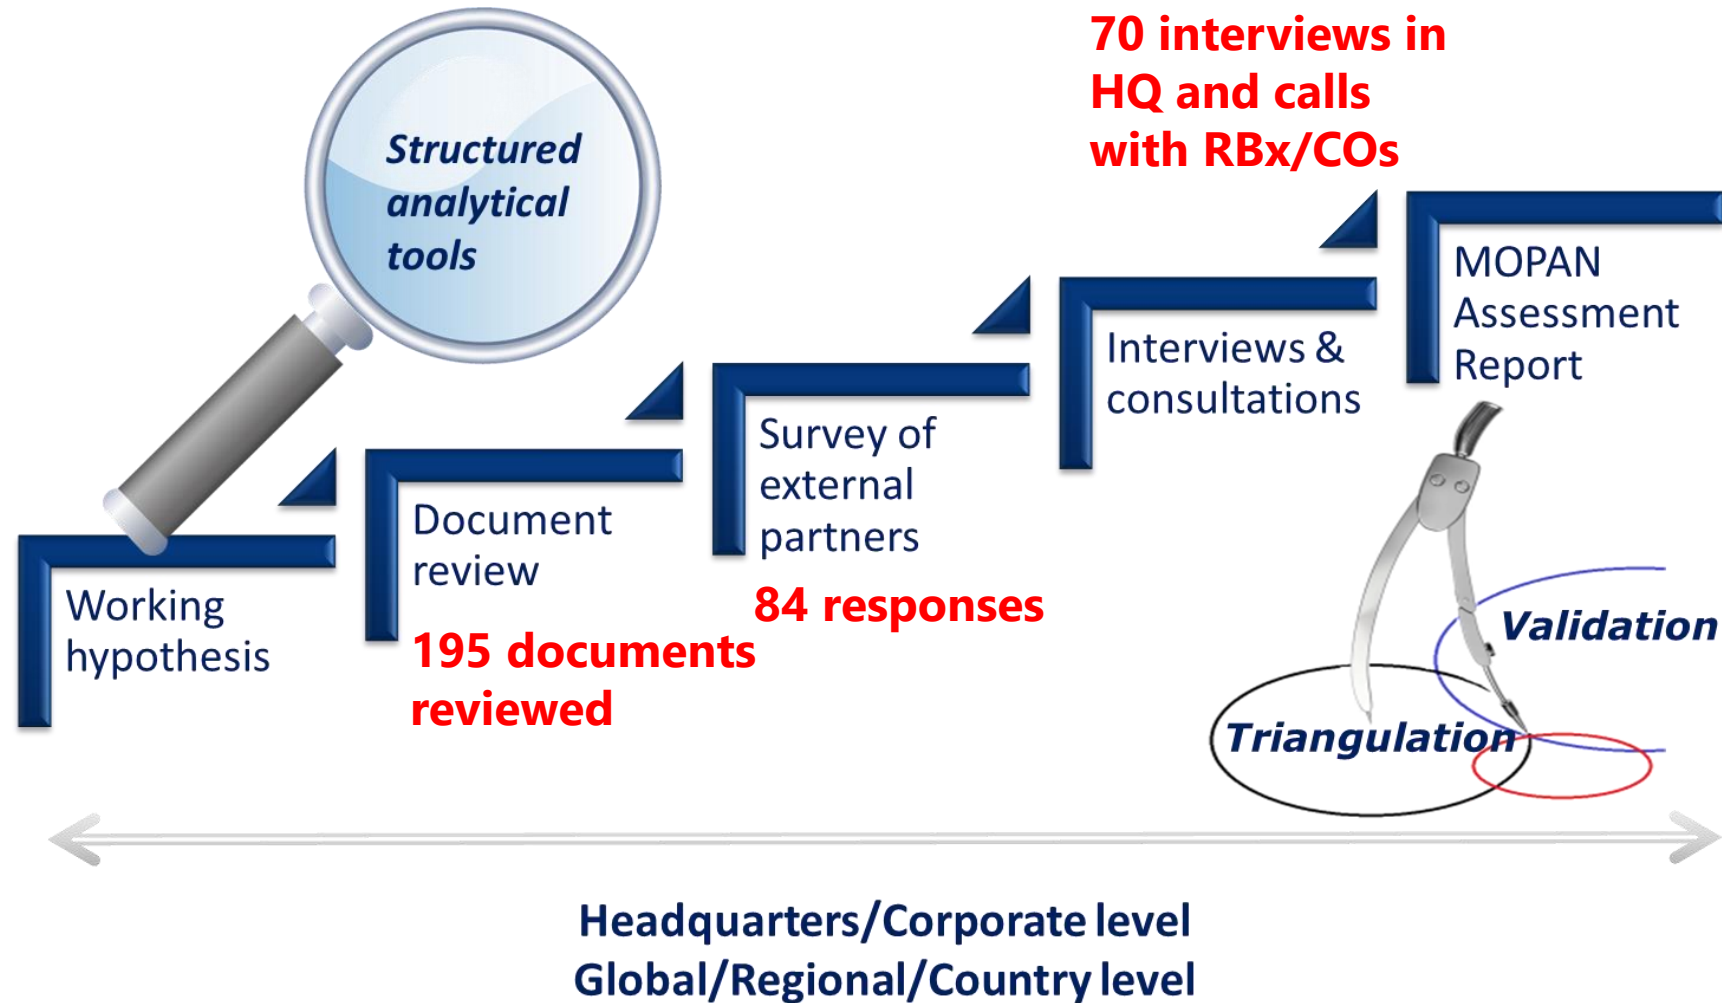 70 interviews in
HQ and calls
with RBx/COs
Structured
analytical
tools
MOPAN
Assessment
Report
Interviews &
consultations
Survey of
external
partners
84 responses
Document
review
195 documents
reviewed
Working
hypothesis
Validation
Triangulation
Headquarters/Corporate level
Global/Regional/Country level